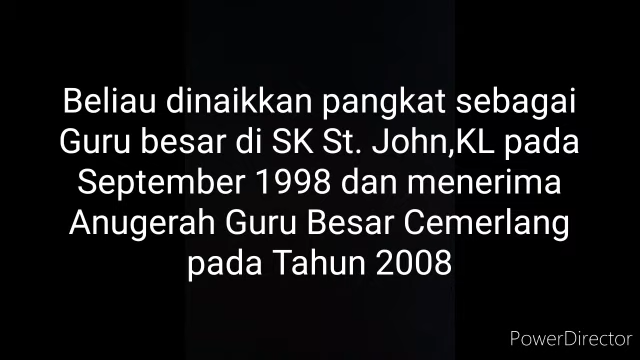 Beliau dinaikkan pangkat sebagai
Guru besar di SK St. John,KL pada
September 1998 dan menerima
Anugerah Guru Besar Cemerlang
pada Tahun 2008
PowerDirector